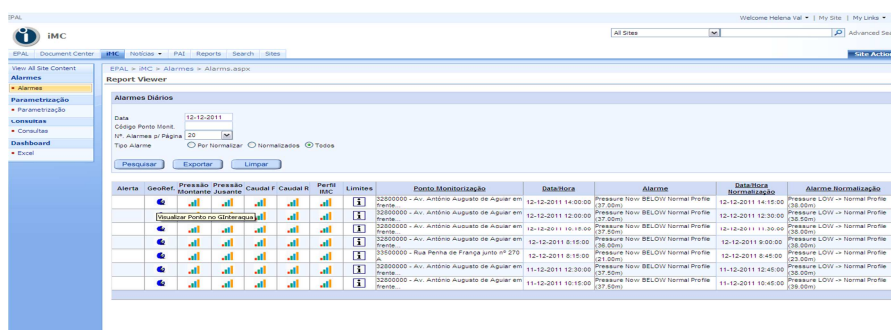 EPAL
Welcome Helena Val | My Site | My Links
iMC
All Sites
Advanced Sea
EPAL Document Center iMC Notícias PAI Reports Search Sites
Site Action
View All Site Content
Alarmes
Alarmes
Parametrização
Parametrização
Consultas
Consultas
Dashboard
Excel
EPAL > iMC > Alarmes > Alarms.aspx
Report Viewer
Alarmes Diários
Data 12-12-2011
Código Ponto Monit.
Nº. Alarmes p/ Página 20
Tipo Alarme Por Normalizar Normalizados Todos
Pesquisar Exportar Limpar
Alerta GeoRef. Pressão Montante Pressão Jusante Caudal F Caudal R Perfil IMC Limites Ponto Monitorização Data/Hora Alarme Data/Hora Normalização Alarme Normalização
32800000 - Av. António Augusto de Aguiar em frente... 12-12-2011 14:00:00 Pressure Now BELOW Normal Profile (37.00m) 12-12-2011 14:15:00 Pressure LOW -> Normal Profile (38.00m)
Visualizar Ponto no GInteraqua
32800000 - Av. António Augusto de Aguiar em frente... 12-12-2011 12:00:00 Pressure Now BELOW Normal Profile (36.00m) 12-12-2011 12:30:00 Pressure LOW -> Normal Profile (38.50m)
32800000 - Av. António Augusto de Aguiar em frente... 12-12-2011 Pressure Now BELOW Normal Profile (37.50m) 12-12-2011 Pressure LOW -> Normal Profile (38.00m)
32800000 - Av. António Augusto de Aguiar em frente... 12-12-2011 8:15:00 Pressure Now BELOW Normal Profile (36.00m) 12-12-2011 9:00:00 Pressure LOW -> Normal Profile (38.00m)
33500000 - Rua Penha de França junto nº 270 A 12-12-2011 8:15:00 Pressure Now BELOW Normal Profile (21.00m) 12-12-2011 8:45:00 Pressure LOW -> Normal Profile (23.00m)
32800000 - Av. António Augusto de Aguiar em frente... 11-12-2011 12:30:00 Pressure Now BELOW Normal Profile (37.50m) 11-12-2011 12:45:00 Pressure LOW -> Normal Profile (38.00m)
32800000 - Av. António Augusto de Aguiar em frente... 11-12-2011 10:15:00 Pressure Now BELOW Normal Profile (37.50m) 11-12-2011 10:45:00 Pressure LOW -> Normal Profile (39.00m)